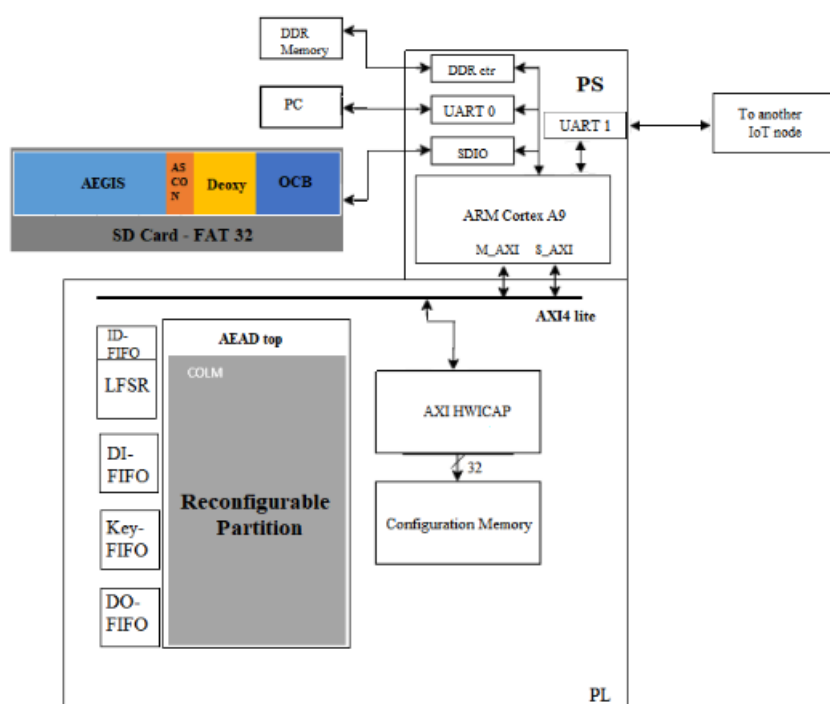 DDR
Memory
DDR ctr
PS
PC
UART 0
UART 1
To another
IoT node
SDIO
AEGIS
AS
CO
N
Deoxy
OCB
SD Card - FAT 32
ARM Cortex A9
M_AXI
S_AXI
AXI4 lite
ID-
FIFO
LFSR
AEAD top
COLM
Reconfigurable
Partition
DI-
FIFO
Key-
FIFO
DO-
FIFO
AXI HWICAP
32
Configuration Memory
PL